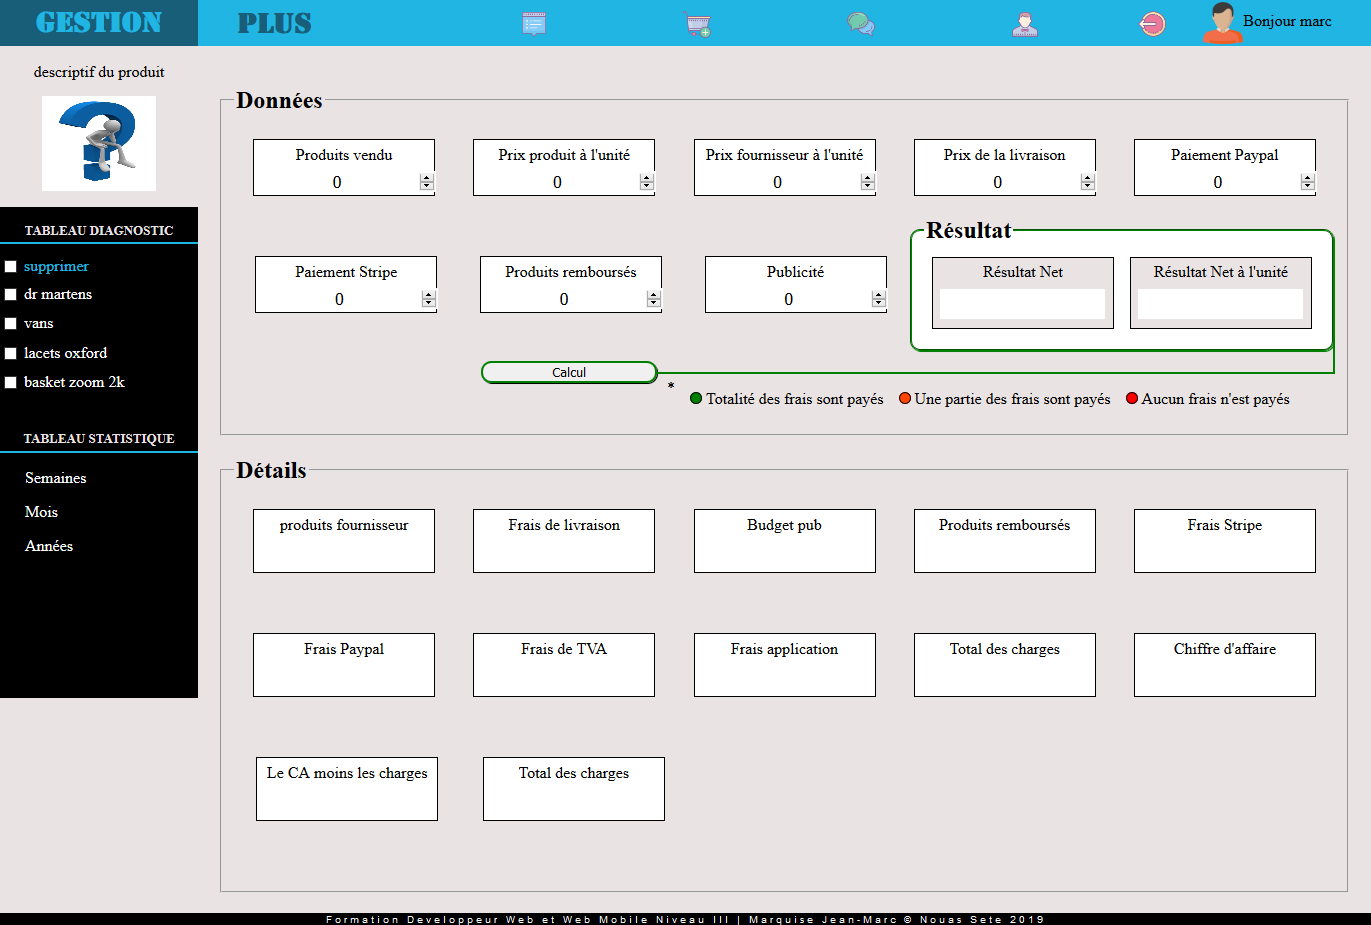 GESTION PLUS
Bonjour marc
descriptif du produit
TABLEAU DIAGNOSTIC
supprimer
dr martens
vans
lacets oxford
basket zoom 2k
TABLEAU STATISTIQUE
Semaines
Mois
Années
Données
Produits vendu
0
Prix produit à l'unité
0
Prix fournisseur à l'unité
0
Prix de la livraison
0
Paiement Paypal
0
Paiement Stripe
0
Produits remboursés
0
Publicité
0
Résultat
Résultat Net
Résultat Net à l'unité
Calcul
*
Totalité des frais sont payés
Une partie des frais sont payés
Aucun frais n'est payés
Détails
produits fournisseur
Frais de livraison
Budget pub
Produits remboursés
Frais Stripe
Frais Paypal
Frais de TVA
Frais application
Total des charges
Chiffre d'affaire
Le CA moins les charges
Total des charges
Formation Developpeur Web et Web Mobile Niveau III | Marquise Jean-Marc © Nouas Sete 2019